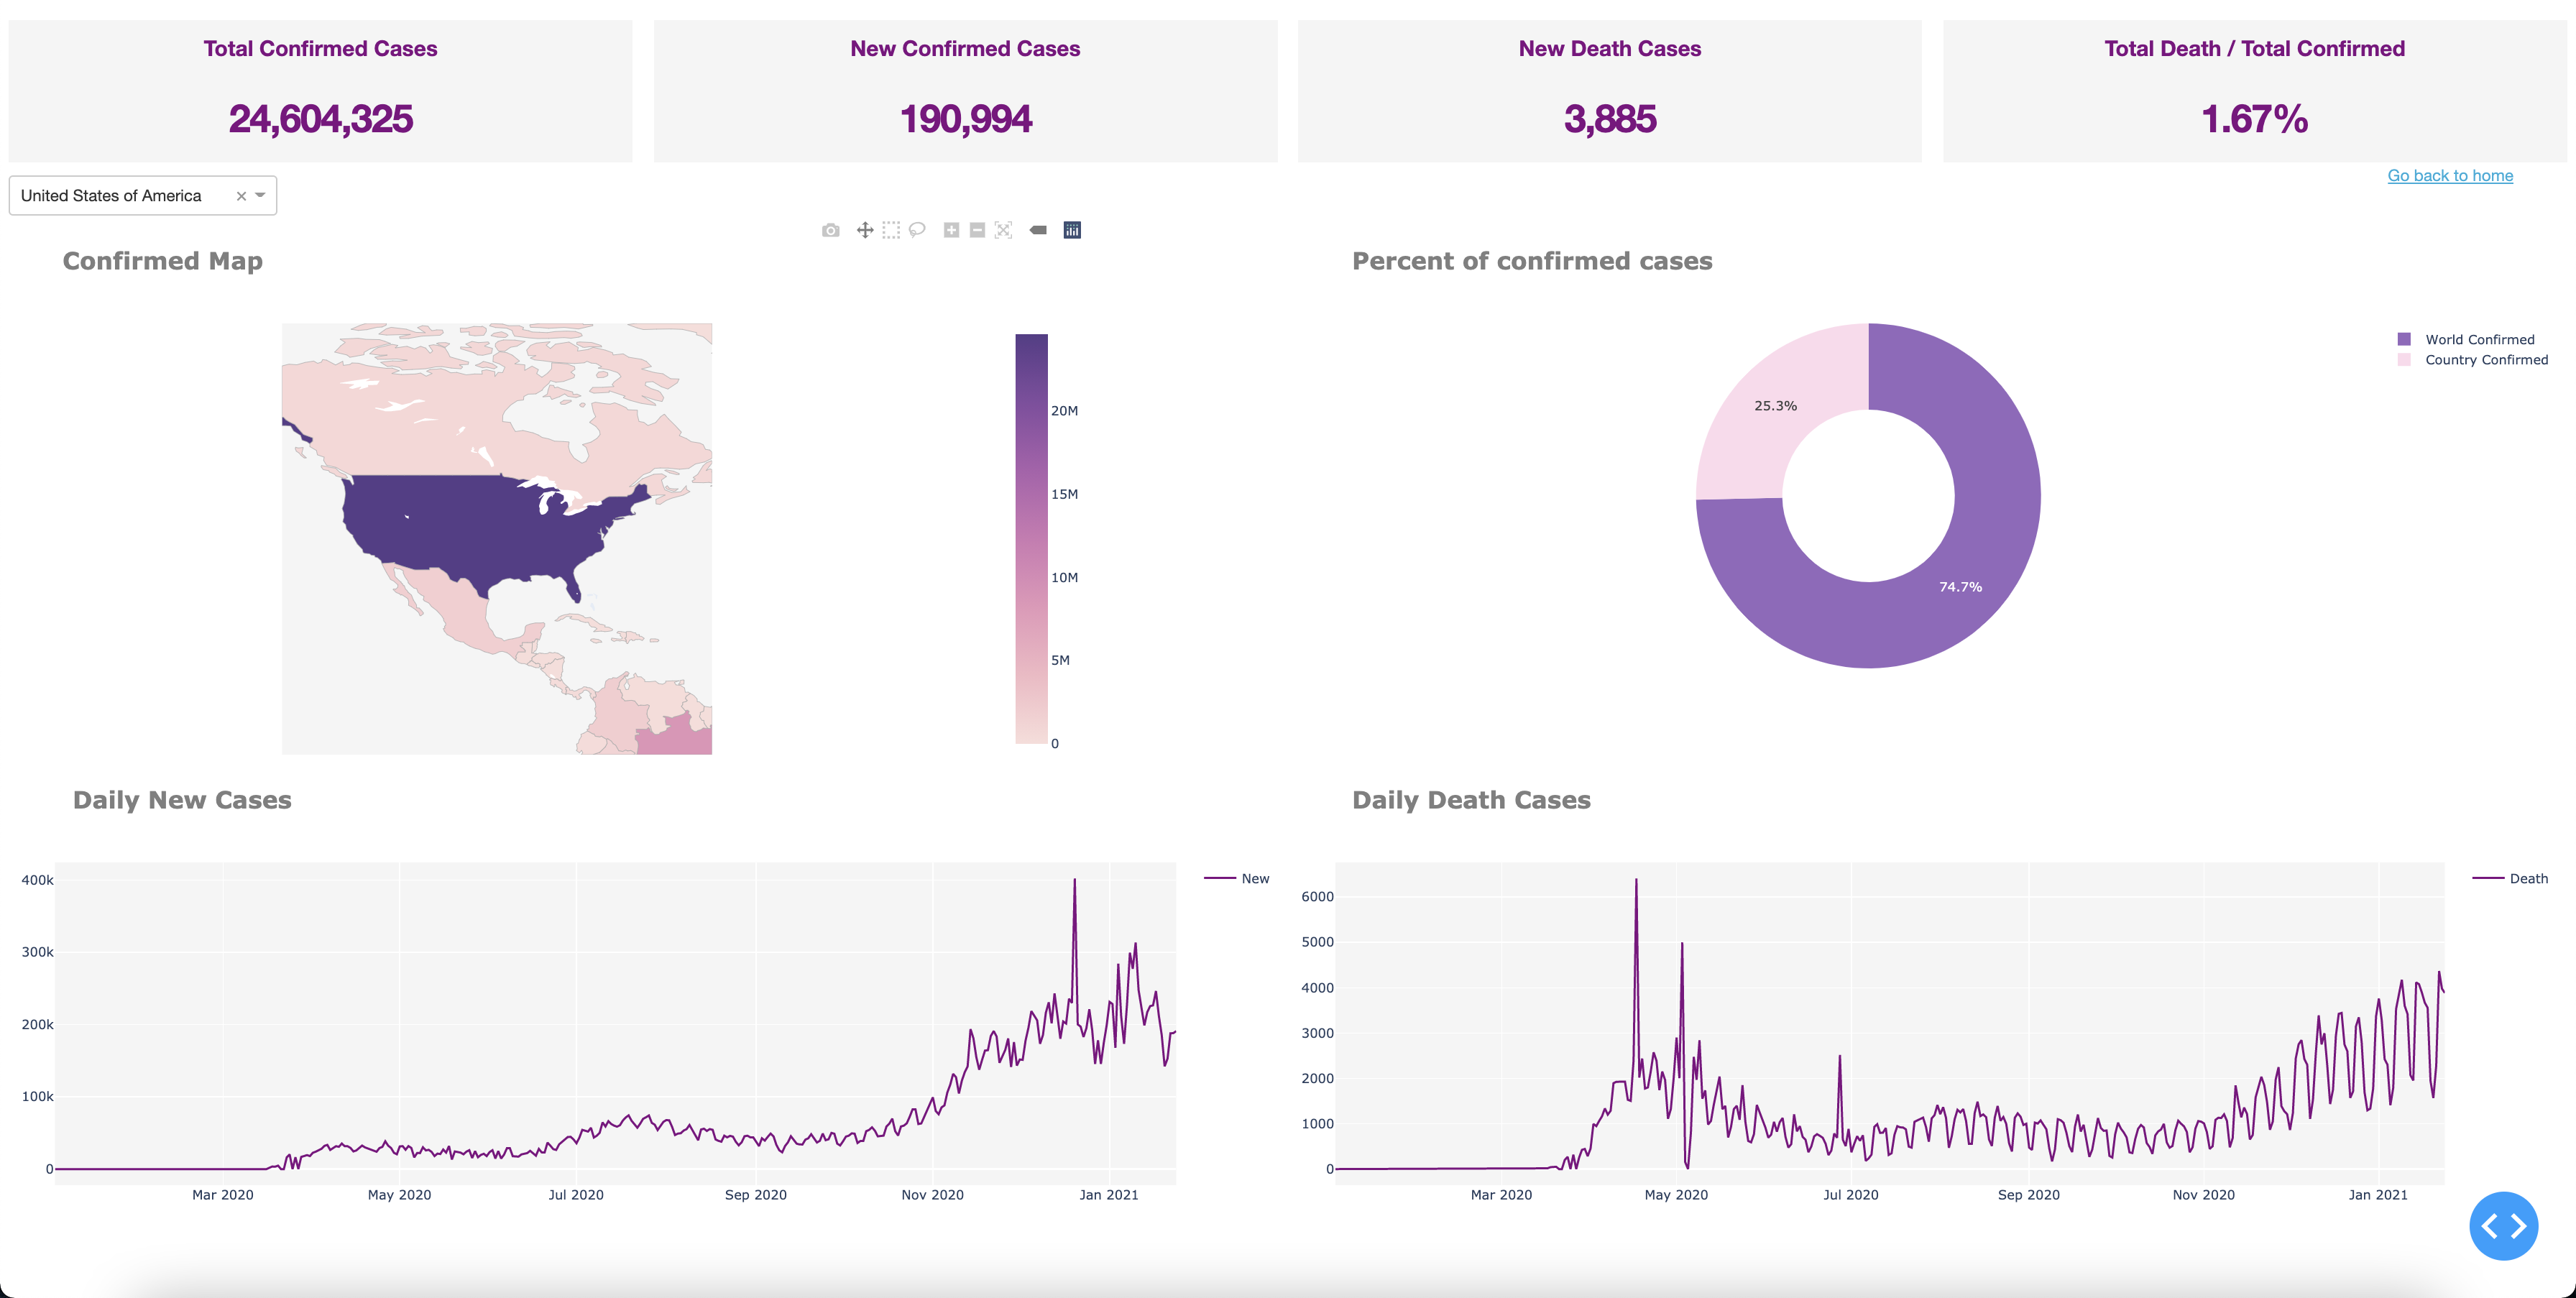 Total Confirmed Cases
24,604,325
New Confirmed Cases
190,994
New Death Cases
3,885
Total Death / Total Confirmed
1.67%
United States of America
Go back to home
Confirmed Map
20M
15M
10M
5M
0
Percent of confirmed cases
World Confirmed
Country Confirmed
25.3%
74.7%
Daily New Cases
New
400k
300k
200k
100k
0
Mar 2020 May 2020 Jul 2020 Sep 2020 Nov 2020 Jan 2021
Daily Death Cases
Death
6000
5000
4000
3000
2000
1000
0
Mar 2020 May 2020 Jul 2020 Sep 2020 Nov 2020 Jan 2021